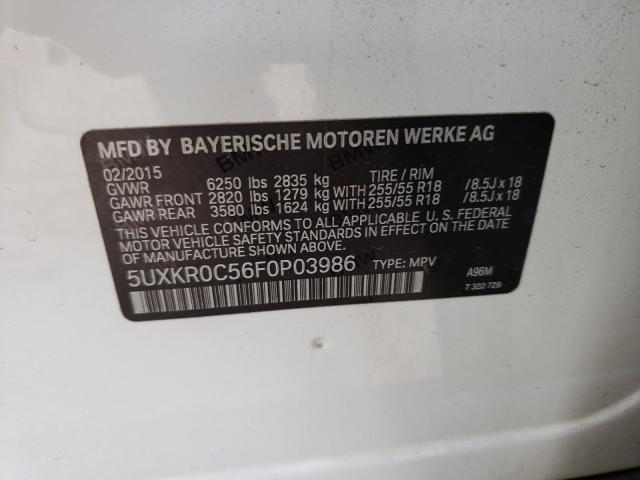 MFD BY BAYERISCHE MOTOREN WERKE AG
02/2015 TIRE / RIM
GVWR 6250 lbs 2835 kg
GAWR FRONT 2820 lbs 1279 kg WITH 255/55 R18 /8.5J x 18
GAWR REAR 3580 lbs 1624 kg WITH 255/55 R18 /8.5J x 18
THIS VEHICLE CONFORMS TO ALL APPLICABLE U. S. FEDERAL
MOTOR VEHICLE SAFETY STANDARDS IN EFFECT ON THE DATE
OF MANUFACTURE SHOWN ABOVE.
5UXKR0C56F0P03986 TYPE: MPV A96M
7 320 729